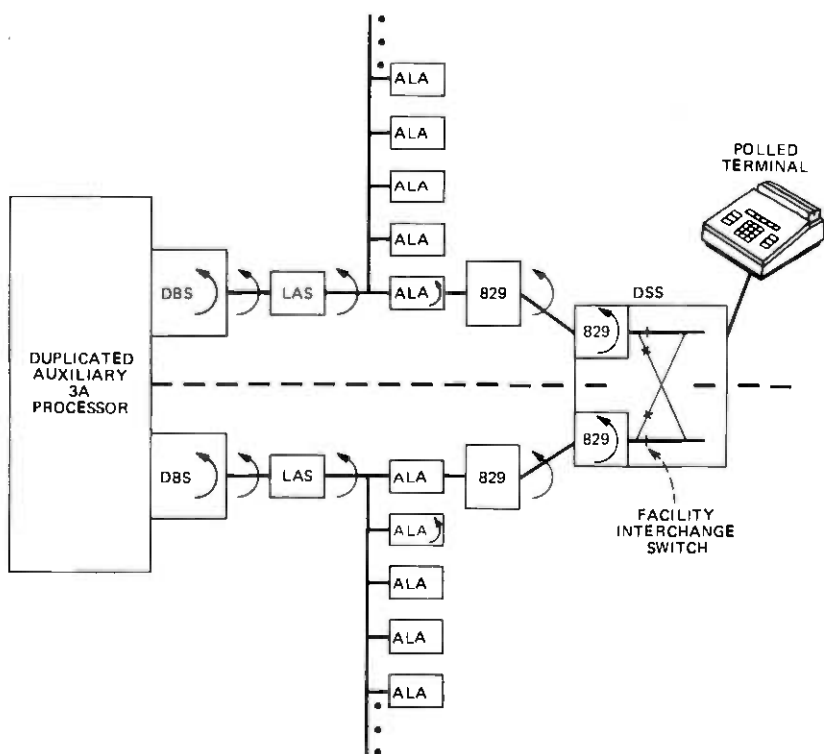 ALA
ALA
ALA
ALA
POLLED
TERMINAL
DBS
LAS
ALA
829
DSS
829
DUPLICATED
AUXILIARY
3A
PROCESSOR
DBS
LAS
ALA
829
829
ALA
ALA
ALA
ALA
FACILITY
INTERCHANGE
SWITCH